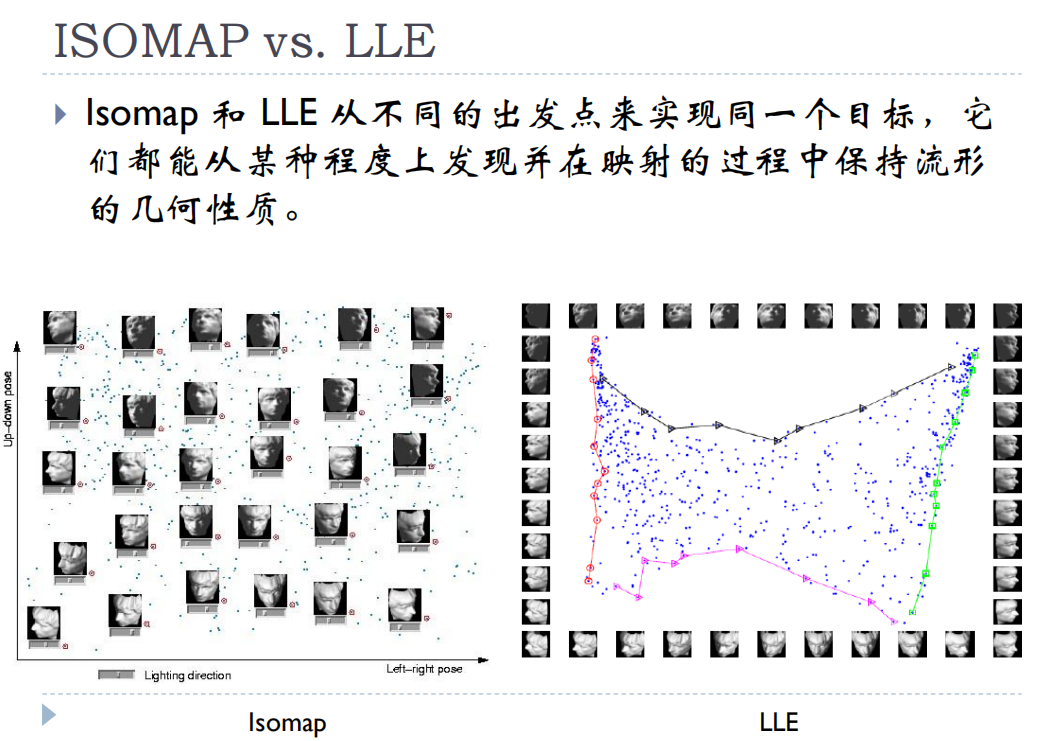 ISOMAP vs. LLE
Isomap 和 LLE 从不同的出发点来实现同一个目标，它
们都能从某种程度上发现并在映射的过程中保持流形
的几何性质。
Up–down pose
Lighting direction
Left–right pose
Isomap
LLE